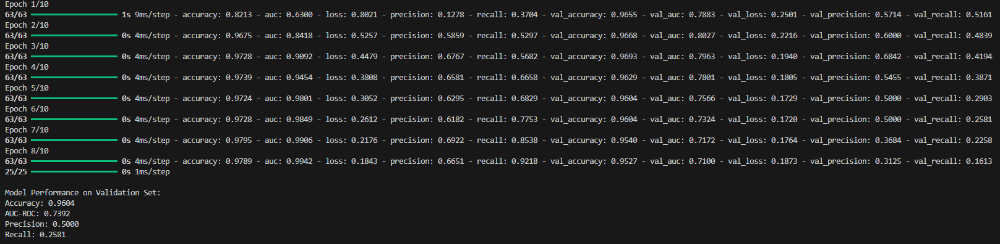 Epoch 1/10
63/63 1s 9ms/step - accuracy: 0.8213 - auc: 0.6300 - loss: 0.8021 - precision: 0.1278 - recall: 0.3704 - val_accuracy: 0.9655 - val_auc: 0.7883 - val_loss: 0.2501 - val_precision: 0.5714 - val_recall: 0.5161
Epoch 2/10
63/63 0s 4ms/step - accuracy: 0.9675 - auc: 0.8418 - loss: 0.5257 - precision: 0.5859 - recall: 0.5297 - val_accuracy: 0.9668 - val_auc: 0.8027 - val_loss: 0.2216 - val_precision: 0.6000 - val_recall: 0.4839
Epoch 3/10
63/63 0s 4ms/step - accuracy: 0.9728 - auc: 0.9092 - loss: 0.4479 - precision: 0.6767 - recall: 0.5682 - val_accuracy: 0.9693 - val_auc: 0.7963 - val_loss: 0.1940 - val_precision: 0.6842 - val_recall: 0.4194
Epoch 4/10
63/63 0s 4ms/step - accuracy: 0.9739 - auc: 0.9454 - loss: 0.3808 - precision: 0.6581 - recall: 0.6658 - val_accuracy: 0.9629 - val_auc: 0.7801 - val_loss: 0.1805 - val_precision: 0.5455 - val_recall: 0.3871
Epoch 5/10
63/63 0s 4ms/step - accuracy: 0.9724 - auc: 0.9801 - loss: 0.3052 - precision: 0.6295 - recall: 0.6829 - val_accuracy: 0.9604 - val_auc: 0.7566 - val_loss: 0.1729 - val_precision: 0.5000 - val_recall: 0.2903
Epoch 6/10
63/63 0s 4ms/step - accuracy: 0.9728 - auc: 0.9849 - loss: 0.2612 - precision: 0.6182 - recall: 0.7753 - val_accuracy: 0.9604 - val_auc: 0.7324 - val_loss: 0.1720 - val_precision: 0.5000 - val_recall: 0.2581
Epoch 7/10
63/63 0s 4ms/step - accuracy: 0.9795 - auc: 0.9906 - loss: 0.2176 - precision: 0.6922 - recall: 0.8538 - val_accuracy: 0.9540 - val_auc: 0.7172 - val_loss: 0.1764 - val_precision: 0.3684 - val_recall: 0.2258
Epoch 8/10
63/63 0s 4ms/step - accuracy: 0.9789 - auc: 0.9942 - loss: 0.1843 - precision: 0.6651 - recall: 0.9218 - val_accuracy: 0.9527 - val_auc: 0.7100 - val_loss: 0.1873 - val_precision: 0.3125 - val_recall: 0.1613
25/25 0s 1ms/step
Model Performance on Validation Set:
Accuracy: 0.9604
AUC-ROC: 0.7392
Precision: 0.5000
Recall: 0.2581